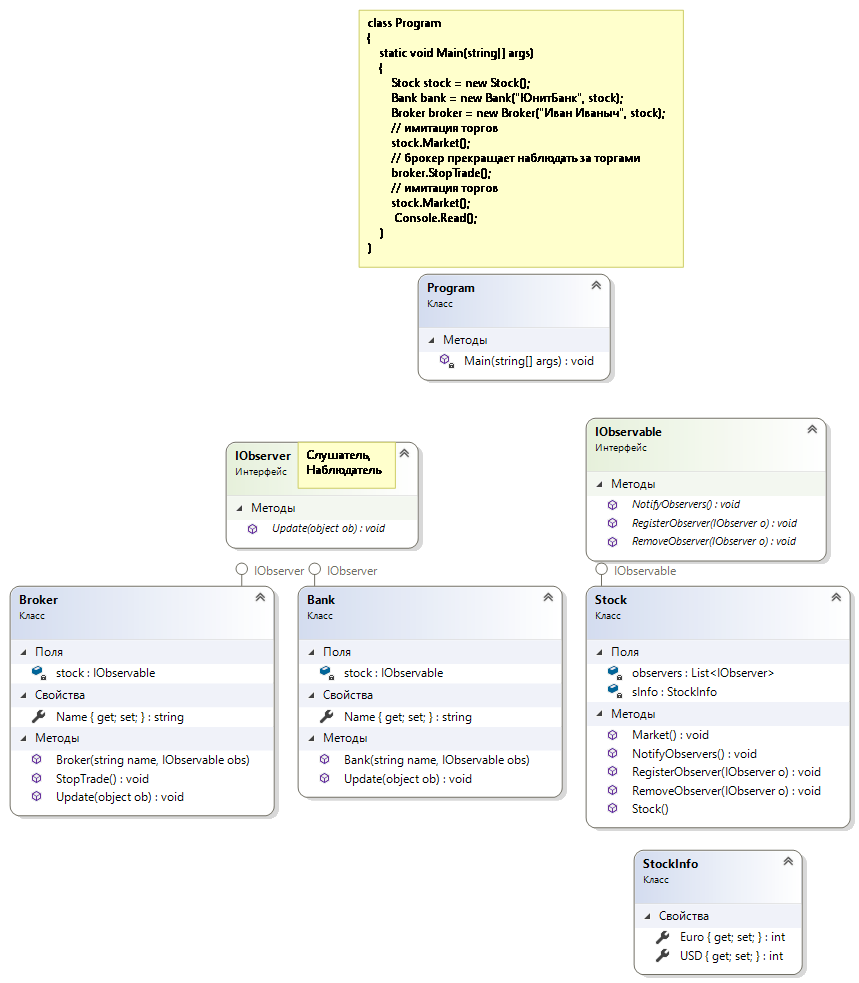 class Program
{
static void Main(string[] args)
{
Stock stock = new Stock();
Bank bank = new Bank("ЮнитБанк", stock);
Broker broker = new Broker("Иван Иваныч", stock);
// имитация торгов
stock.Market();
// брокер прекращает наблюдать за торгами
broker.StopTrade();
// имитация торгов
stock.Market();
Console.Read();
}
}
Program
Класс
Методы
Main(string[] args) : void
IObserver
Интерфейс
Слушатель,
Наблюдатель
Методы
Update(object ob) : void
IObservable
Интерфейс
Методы
NotifyObservers() : void
RegisterObserver(IObserver o) : void
RemoveObserver(IObserver o) : void
IObserver
Broker
Класс
Поля
stock : IObservable
Свойства
Name { get; set; } : string
Методы
Broker(string name, IObservable obs)
StopTrade() : void
Update(object ob) : void
IObserver
Bank
Класс
Поля
stock : IObservable
Свойства
Name { get; set; } : string
Методы
Bank(string name, IObservable obs)
Update(object ob) : void
IObservable
Stock
Класс
Поля
observers : List<IObserver>
sInfo : StockInfo
Методы
Market() : void
NotifyObservers() : void
RegisterObserver(IObserver o) : void
RemoveObserver(IObserver o) : void
Stock()
StockInfo
Класс
Свойства
Euro { get; set; } : int
USD { get; set; } : int